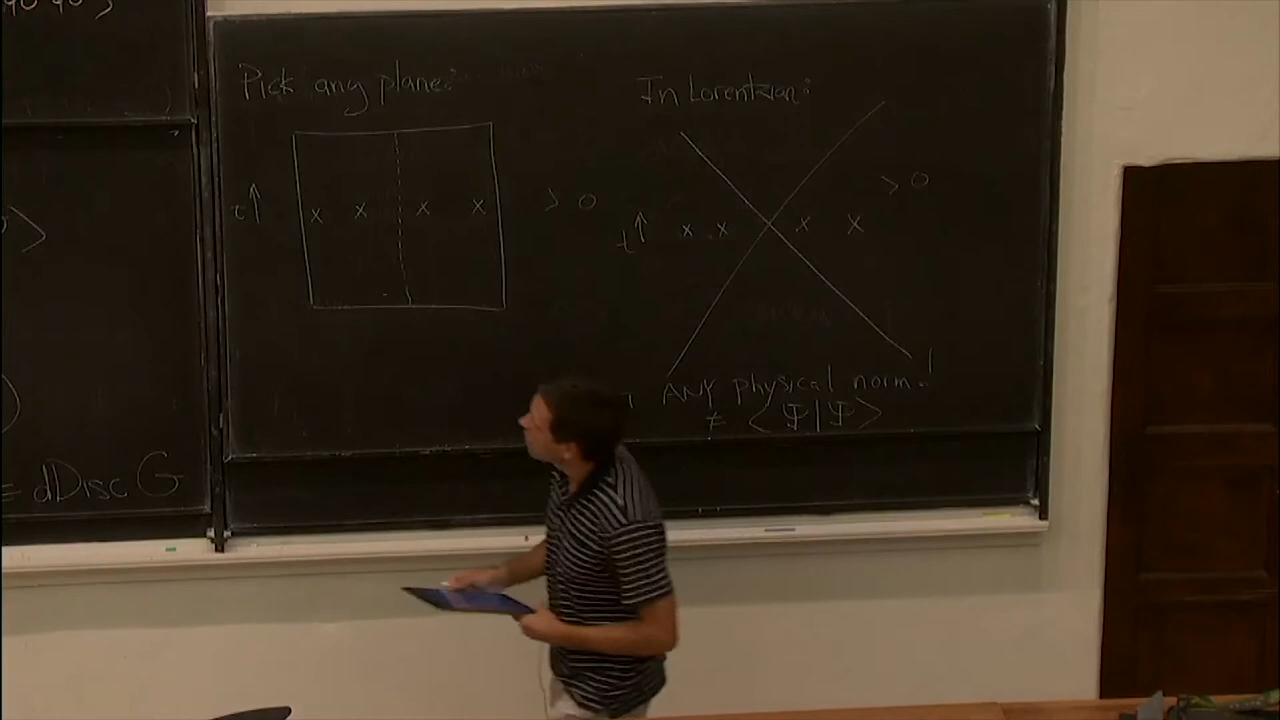 = dDisc G
Pick any plane:
τ ↑
x x x x
> 0
In Lorentzian:
> 0
t ↑
x x x x
ANY physical norm!
≠ ⟨Ψ|Ψ⟩